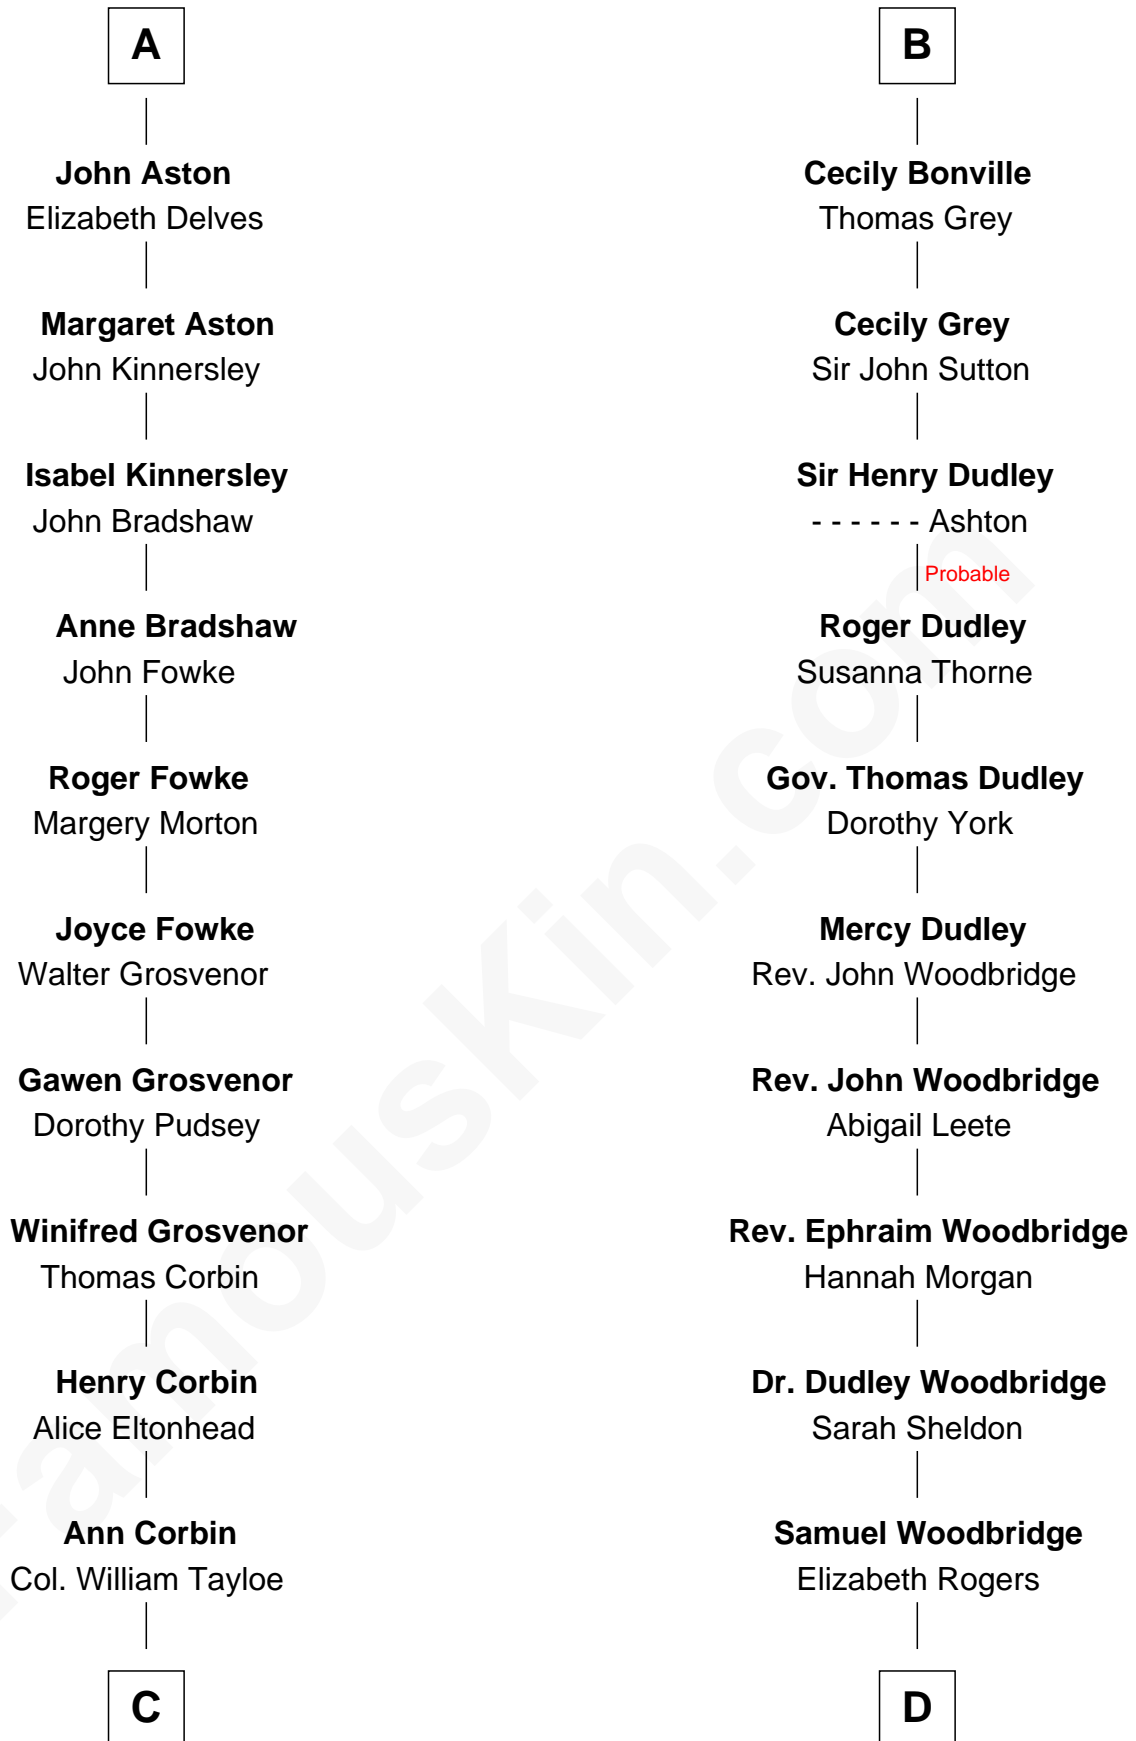 A
John Aston
Elizabeth Delves
Margaret Aston
John Kinnersley
Isabel Kinnersley
John Bradshaw
Anne Bradshaw
John Fowke
Roger Fowke
Margery Morton
Joyce Fowke
Walter Grosvenor
Gawen Grosvenor
Dorothy Pudsey
Winifred Grosvenor
Thomas Corbin
Henry Corbin
Alice Eltonhead
Ann Corbin
Col. William Tayloe
C
B
Cecily Bonville
Thomas Grey
Cecily Grey
Sir John Sutton
Sir Henry Dudley
- - - - - - Ashton
Probable
Roger Dudley
Susanna Thorne
Gov. Thomas Dudley
Dorothy York
Mercy Dudley
Rev. John Woodbridge
Rev. John Woodbridge
Abigail Leete
Rev. Ephraim Woodbridge
Hannah Morgan
Dr. Dudley Woodbridge
Sarah Sheldon
Samuel Woodbridge
Elizabeth Rogers
D
FamousKin.com